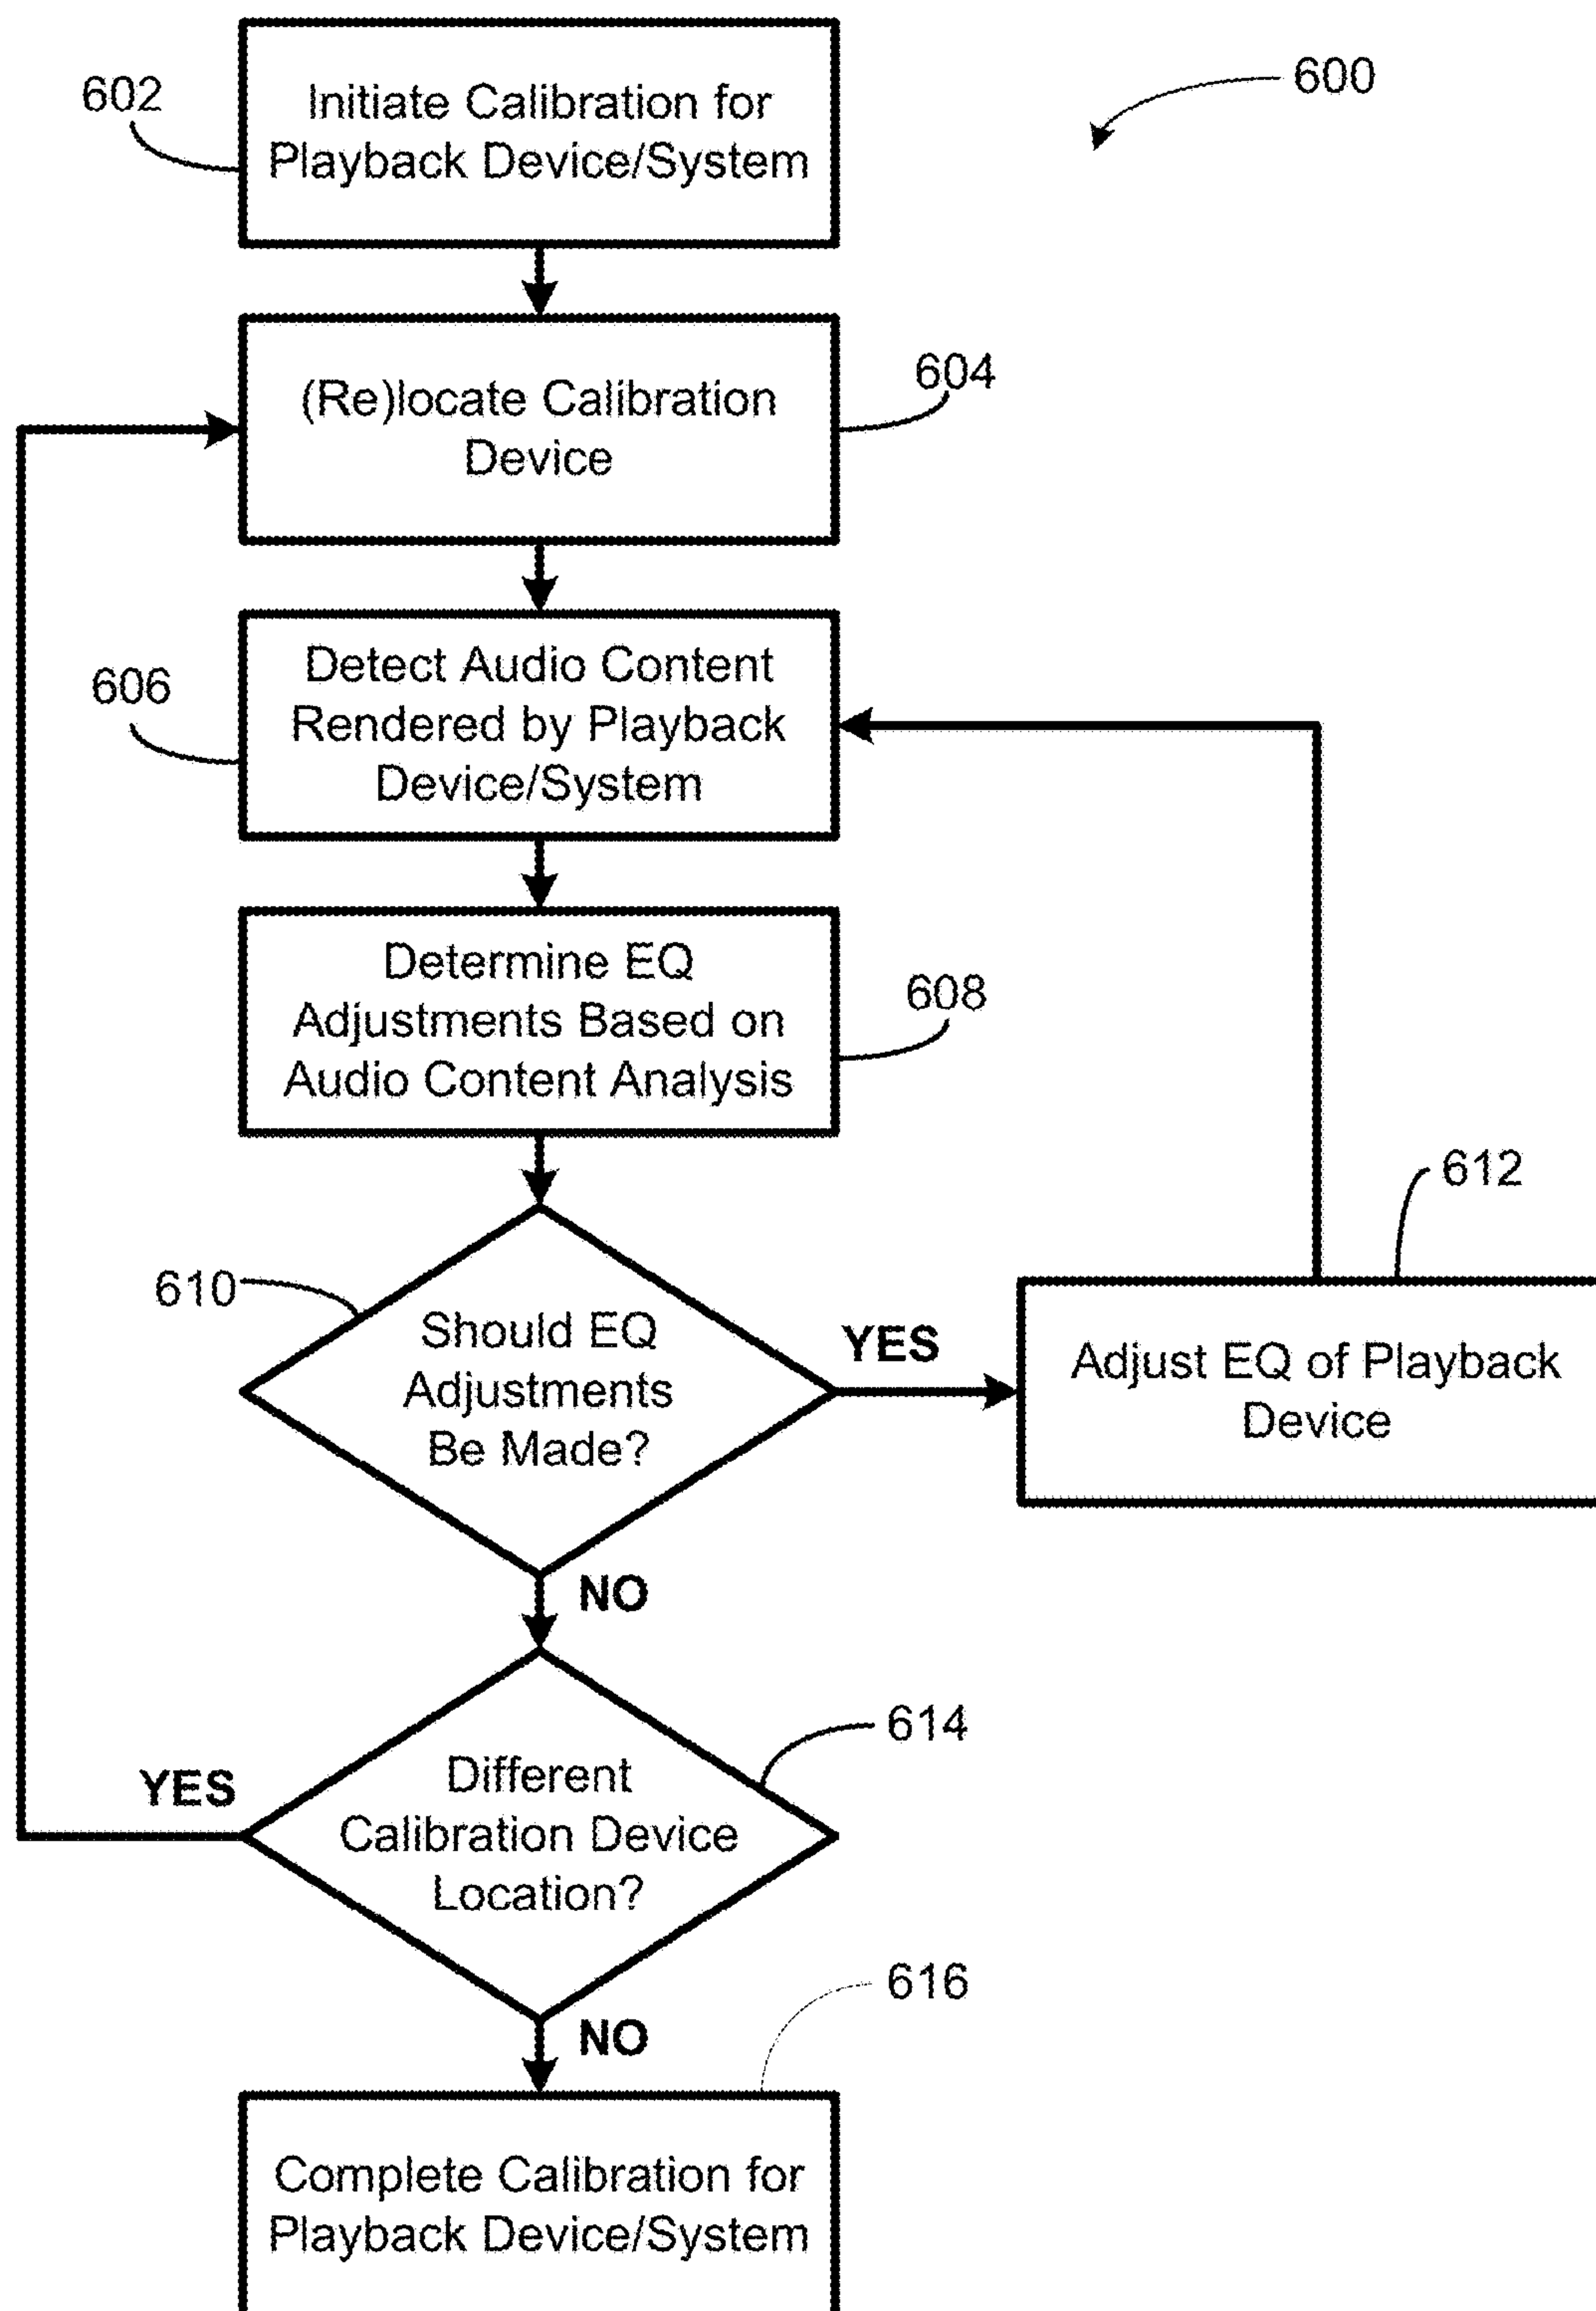 600
602
Initiate Calibration for
Playback Device/System
(Re)locate Calibration
Device
604
606
Detect Audio Content
Rendered by Playback
Device/System
Determine EQ
Adjustments Based on
Audio Content Analysis
608
610
Should EQ
Adjustments
Be Made?
YES
612
Adjust EQ of Playback
Device
NO
614
Different
Calibration Device
Location?
YES
NO
616
Complete Calibration for
Playback Device/System